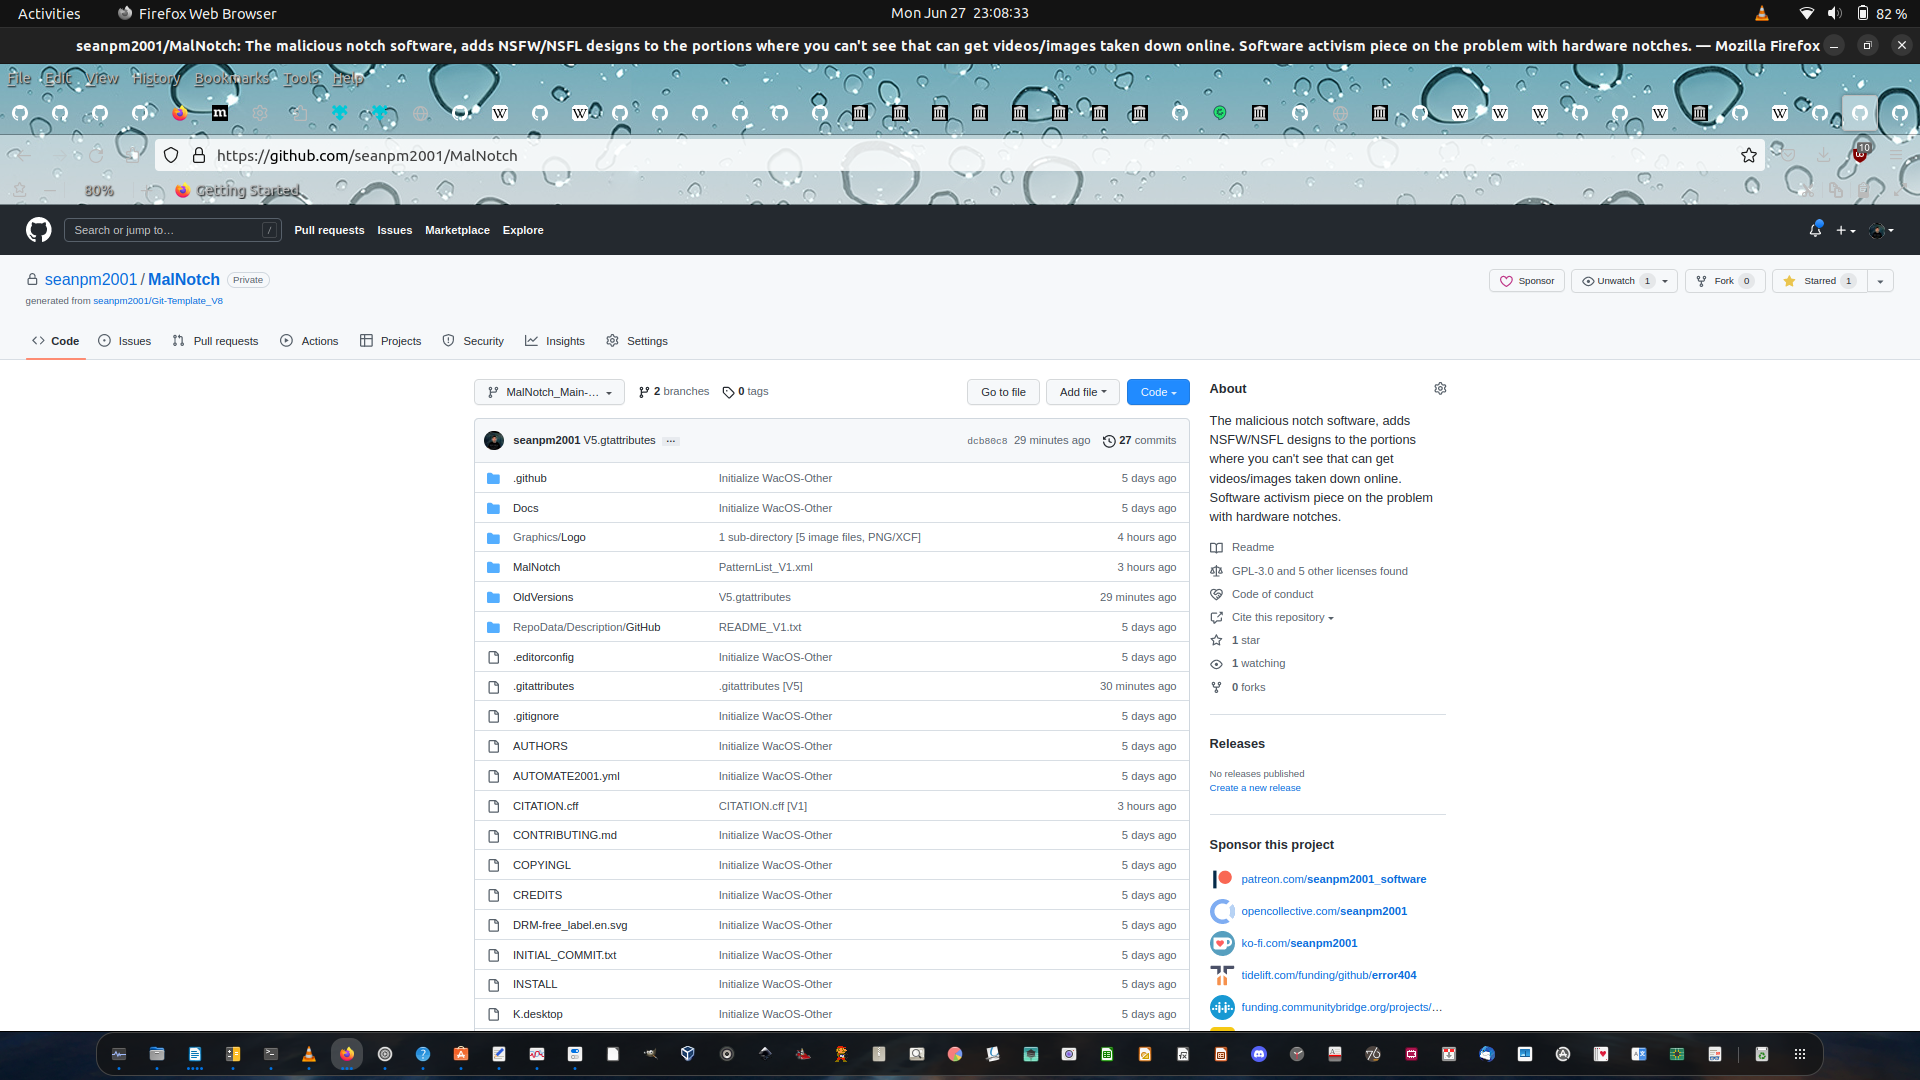 Activities Firefox Web Browser Mon Jun 27 23:08:33 82 %
seanpm2001/MalNotch: The malicious notch software, adds NSFW/NSFL designs to the portions where you can't see that can get videos/images taken down online. Software activism piece on the problem with hardware notches. — Mozilla Firefox
File Edit View History Bookmarks Tools Help
https://github.com/seanpm2001/MalNotch 10
80% Getting Started
Search or jump to… / Pull requests Issues Marketplace Explore
seanpm2001 / MalNotch Private Sponsor Unwatch 1 Fork 0 Starred 1
generated from seanpm2001/Git-Template_V8
Code Issues Pull requests Actions Projects Security Insights Settings
MalNotch_Main-… 2 branches 0 tags Go to file Add file Code
seanpm2001 V5.gtattributes … dcb80c8 29 minutes ago 27 commits
.github Initialize WacOS-Other 5 days ago
Docs Initialize WacOS-Other 5 days ago
Graphics/Logo 1 sub-directory [5 image files, PNG/XCF] 4 hours ago
MalNotch PatternList_V1.xml 3 hours ago
OldVersions V5.gtattributes 29 minutes ago
RepoData/Description/GitHub README_V1.txt 5 days ago
.editorconfig Initialize WacOS-Other 5 days ago
.gitattributes .gitattributes [V5] 30 minutes ago
.gitignore Initialize WacOS-Other 5 days ago
AUTHORS Initialize WacOS-Other 5 days ago
AUTOMATE2001.yml Initialize WacOS-Other 5 days ago
CITATION.cff CITATION.cff [V1] 3 hours ago
CONTRIBUTING.md Initialize WacOS-Other 5 days ago
COPYINGL Initialize WacOS-Other 5 days ago
CREDITS Initialize WacOS-Other 5 days ago
DRM-free_label.en.svg Initialize WacOS-Other 5 days ago
INITIAL_COMMIT.txt Initialize WacOS-Other 5 days ago
INSTALL Initialize WacOS-Other 5 days ago
K.desktop Initialize WacOS-Other 5 days ago
About
The malicious notch software, adds
NSFW/NSFL designs to the portions
where you can't see that can get
videos/images taken down online.
Software activism piece on the problem
with hardware notches.
Readme
GPL-3.0 and 5 other licenses found
Code of conduct
Cite this repository
1 star
1 watching
0 forks
Releases
No releases published
Create a new release
Sponsor this project
patreon.com/seanpm2001_software
opencollective.com/seanpm2001
ko-fi.com/seanpm2001
tidelift.com/funding/github/error404
funding.communitybridge.org/projects/…